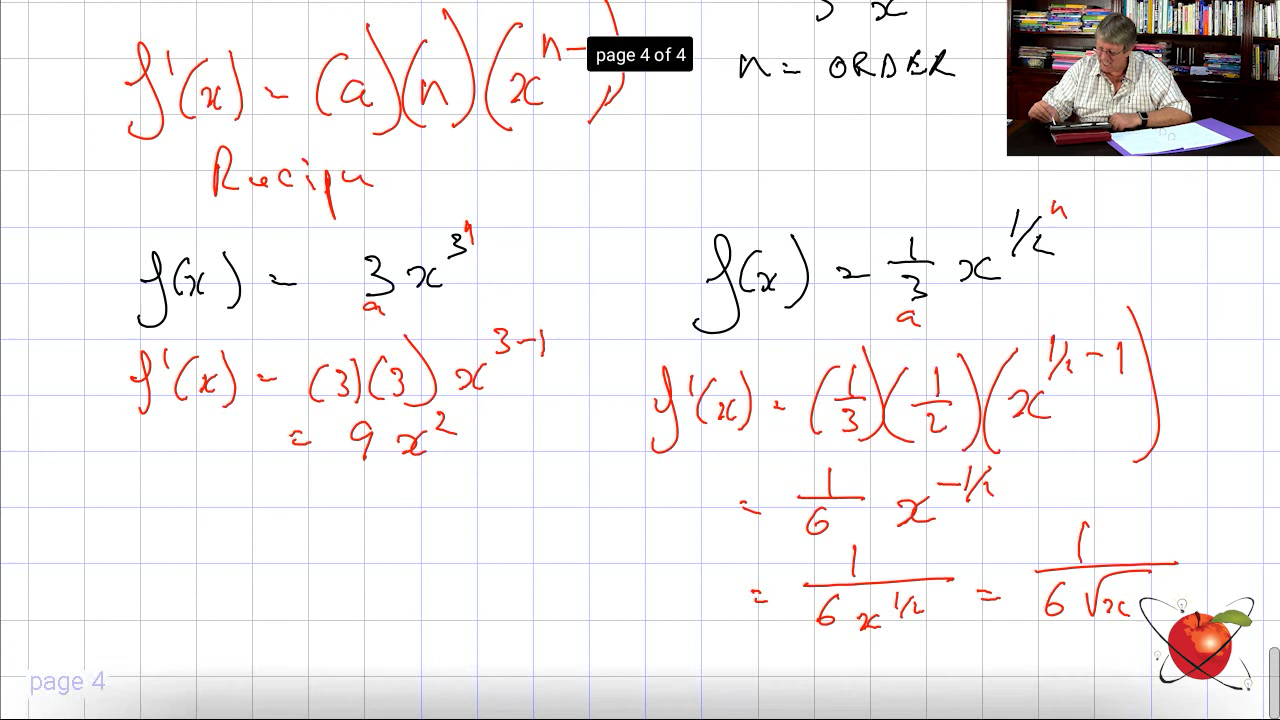 f'(x) = (a)(n)(x^{n-
page 4 of 4
x
n = ORDER
f(x) = 3x^3 n
a
f'(x) = (3)(3) x^{3-1}
= 9x^2
f(x) = 1/3 x^{1/2} n
a
f'(x) = (1/3)(1/2)(x^{1/2 - 1})
= 1/6 x^{-1/2}
= 1/(6x^{1/2}) = 1/(6√x)
page 4